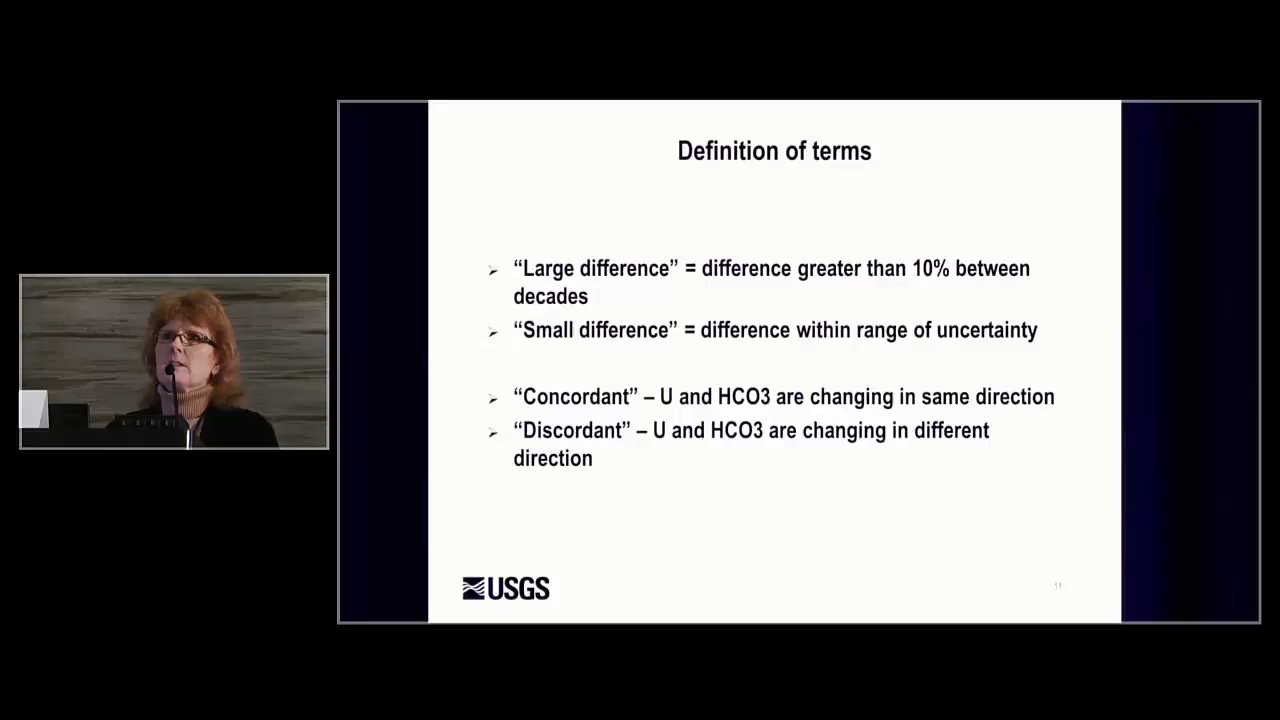 Definition of terms
➢ “Large difference” = difference greater than 10% between
decades
➢ “Small difference” = difference within range of uncertainty
➢ “Concordant” – U and HCO3 are changing in same direction
➢ “Discordant” – U and HCO3 are changing in different
direction
USGS
11